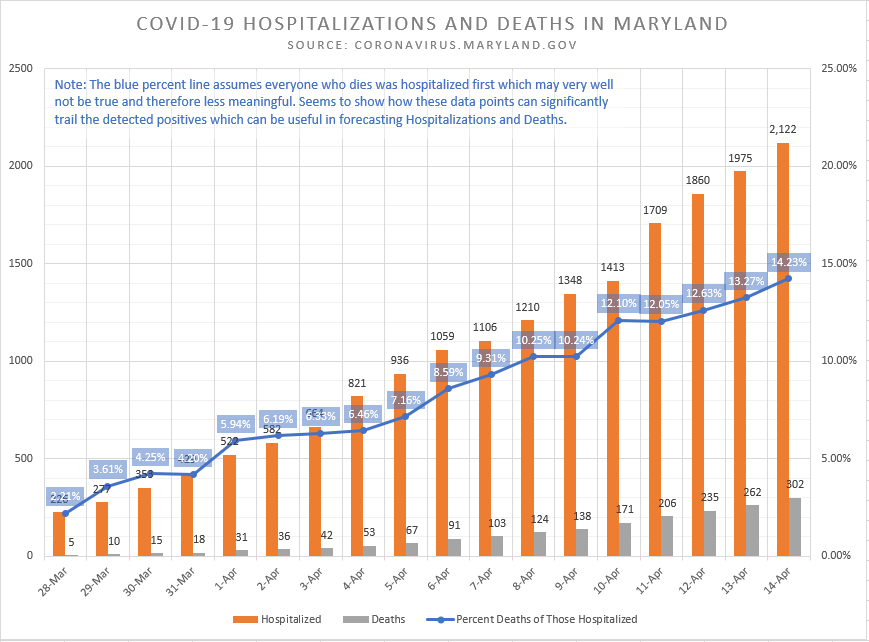 COVID-19 HOSPITALIZATIONS AND DEATHS IN MARYLAND
SOURCE: CORONAVIRUS.MARYLAND.GOV
2500
25.00%
Note: The blue percent line assumes everyone who dies was hospitalized first which may very well
not be true and therefore less meaningful. Seems to show how these data points can significantly
trail the detected positives which can be useful in forecasting Hospitalizations and Deaths.
2,122
2000
1975
20.00%
1860
1709
1500
1413
14.23%
15.00%
1348
13.27%
1210
12.63%
12.10%
12.05%
1059
1106
10.25%
10.24%
1000
936
9.31%
10.00%
821
8.59%
7.16%
5.94%
6.19%
6.33%
6.46%
582
500
3.61%
4.25%
4.20%
5.00%
277
353
5
10
15
18
31
36
42
53
67
91
103
124
138
171
206
235
262
302
0
0.00%
28-Mar
29-Mar
30-Mar
31-Mar
1-Apr
2-Apr
3-Apr
4-Apr
5-Apr
6-Apr
7-Apr
8-Apr
9-Apr
10-Apr
11-Apr
12-Apr
13-Apr
14-Apr
Hospitalized
Deaths
Percent Deaths of Those Hospitalized